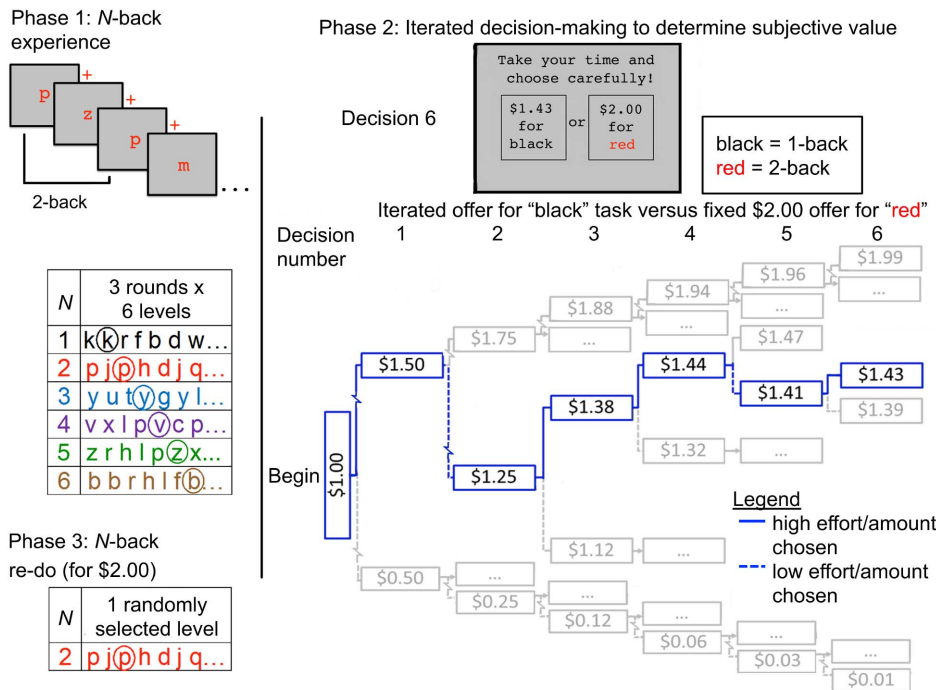 Phase 1: N-back
experience
p
+
z
+
p
+
m
...
2-back
Phase 2: Iterated decision-making to determine subjective value
Decision 6
Take your time and
choose carefully!
$1.43
for
black
or
$2.00
for
red
black = 1-back
red = 2-back
Iterated offer for “black” task versus fixed $2.00 offer for “red”
Decision
number
1 2 3 4 5 6
$1.99
$1.96
$1.94
...
$1.88
...
$1.75
...
$1.47
...
$1.50
$1.44
$1.43
$1.41
$1.38
$1.39
$1.32
...
Begin
$1.00
$1.25
$1.12
...
$0.50
...
$0.25
...
$0.12
...
$0.06
...
$0.03
...
$0.01
Legend
high effort/amount
chosen
low effort/amount
chosen
N 3 rounds x
6 levels
1 k k r f b d w...
2 p j p h d j q...
3 y u t y g y l...
4 v x l p v c p...
5 z r h l p z x...
6 b b r h l f b...
Phase 3: N-back
re-do (for $2.00)
N 1 randomly
selected level
2 p j p h d j q...